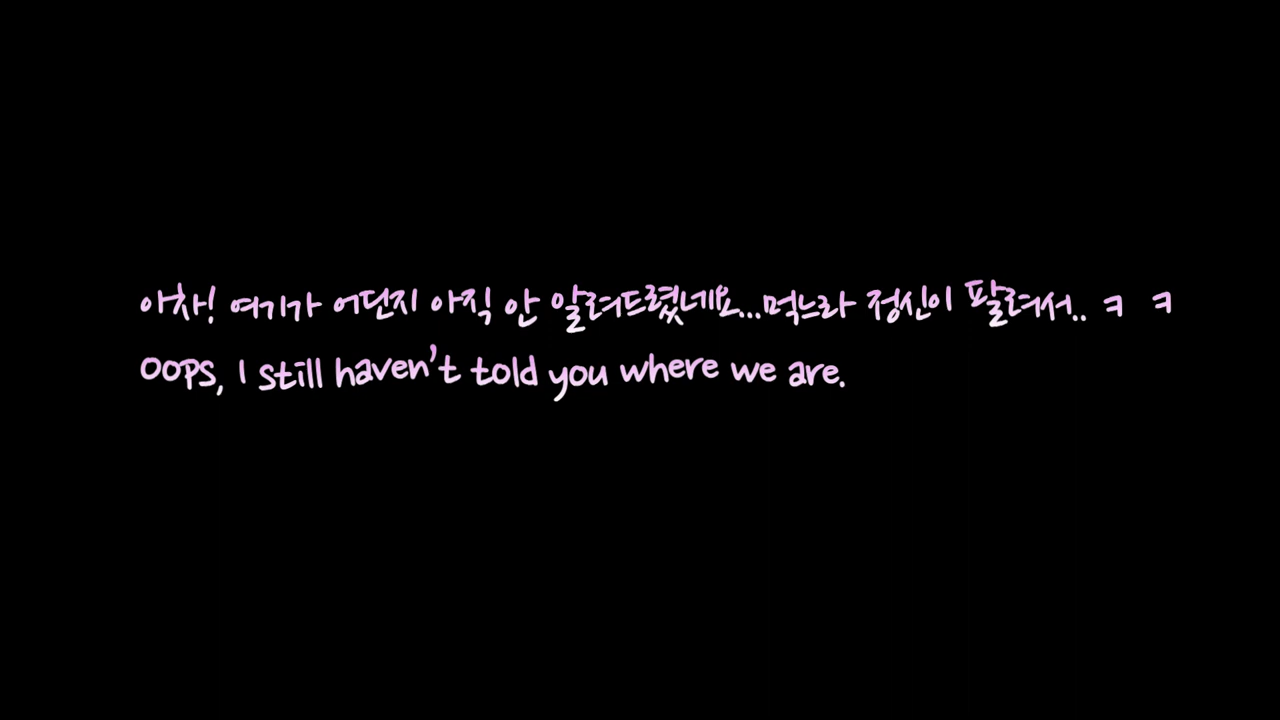 아차! 여기가 어딘지 아직 안 알려드렸네요...먹느라 정신이 팔려서.. ㅋ ㅋ
OOPS, I still haven't told you where we are.